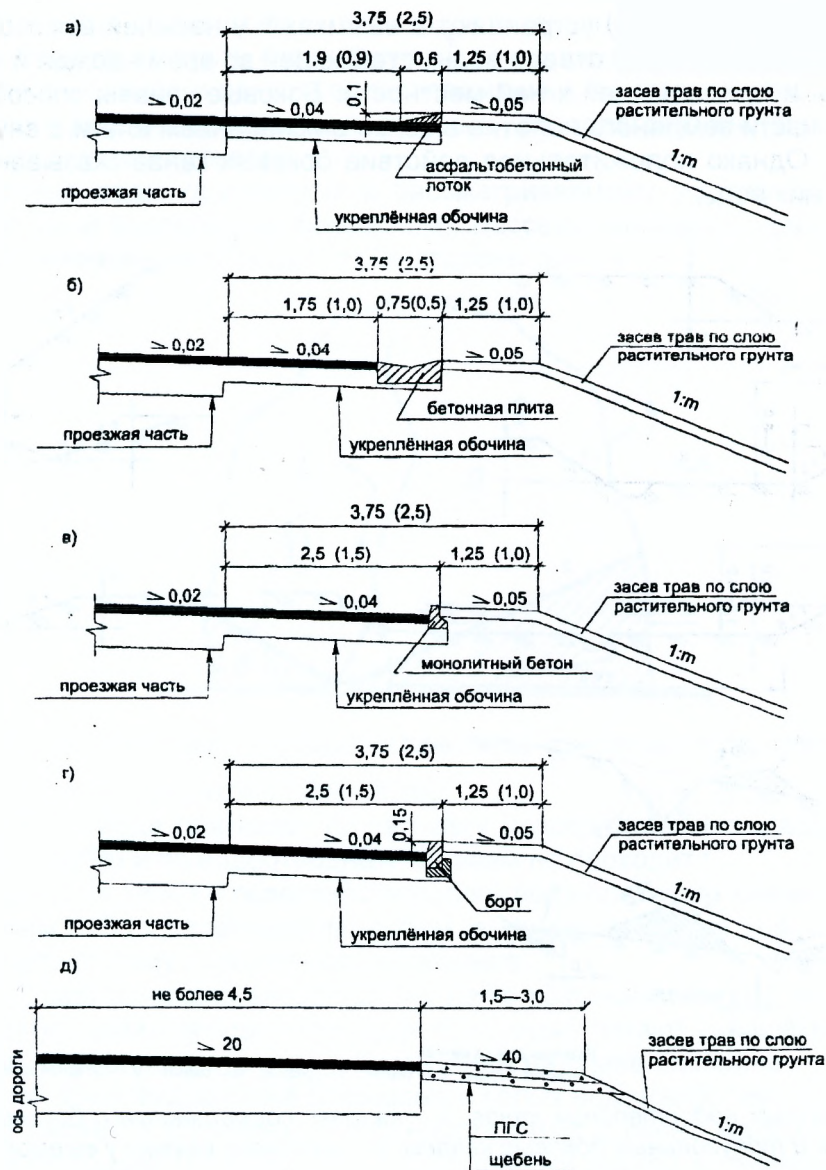 а)
3,75 (2,5)
1,9 (0,9) 0,6 1,25 (1,0)
0,1
0,02 0,04 0,05
засев трав по слою
растительного грунта
1:m
асфальтобетонный
лоток
проезжая часть
укреплённая обочина
б)
3,75 (2,5)
1,75 (1,0) 0,75(0,5) 1,25 (1,0)
0,02 0,04 0,05
засев трав по слою
растительного грунта
1:m
бетонная плита
проезжая часть
укреплённая обочина
в)
3,75 (2,5)
2,5 (1,5) 1,25 (1,0)
0,02 0,04 0,05
засев трав по слою
растительного грунта
1:m
монолитный бетон
проезжая часть
укреплённая обочина
г)
3,75 (2,5)
2,5 (1,5) 1,25 (1,0)
0,15
0,02 0,04 0,05
засев трав по слою
растительного грунта
1:m
борт
проезжая часть
укреплённая обочина
д)
не более 4,5 1,5—3,0
20 40
засев трав по слою
растительного грунта
1:m
ось дороги
ПГС
щебень